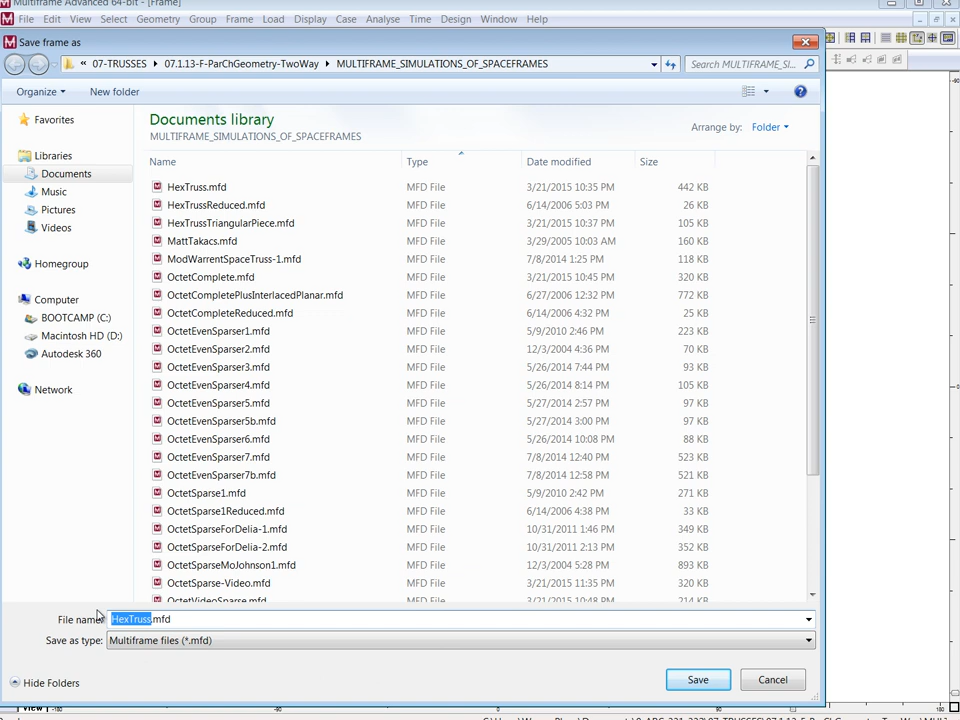 Multiframe Advanced 64-bit - [Frame]
File Edit View Select Geometry Group Frame Load Display Case Analyse Time Design Window Help
Save frame as
« 07-TRUSSES 07.1.13-F-ParChGeometry-TwoWay MULTIFRAME_SIMULATIONS_OF_SPACEFRAMES
Search MULTIFRAME_SI...
Organize New folder
Favorites
Libraries
Documents
Music
Pictures
Videos
Homegroup
Computer
BOOTCAMP (C:)
Macintosh HD (D:)
Autodesk 360
Network
Documents library
MULTIFRAME_SIMULATIONS_OF_SPACEFRAMES
Arrange by: Folder
Name Type Date modified Size
HexTruss.mfd MFD File 3/21/2015 10:35 PM 442 KB
HexTrussReduced.mfd MFD File 6/14/2006 5:03 PM 26 KB
HexTrussTriangularPiece.mfd MFD File 3/21/2015 10:37 PM 105 KB
MattTakacs.mfd MFD File 3/29/2005 10:03 AM 160 KB
ModWarrentSpaceTruss-1.mfd MFD File 7/8/2014 1:25 PM 118 KB
OctetComplete.mfd MFD File 3/21/2015 10:45 PM 320 KB
OctetCompletePlusInterlacedPlanar.mfd MFD File 6/27/2006 12:32 PM 772 KB
OctetCompleteReduced.mfd MFD File 6/14/2006 4:32 PM 25 KB
OctetEvenSparser1.mfd MFD File 5/9/2010 2:46 PM 223 KB
OctetEvenSparser2.mfd MFD File 12/3/2004 4:36 PM 70 KB
OctetEvenSparser3.mfd MFD File 5/26/2014 7:44 PM 93 KB
OctetEvenSparser4.mfd MFD File 5/26/2014 8:14 PM 105 KB
OctetEvenSparser5.mfd MFD File 5/27/2014 2:57 PM 97 KB
OctetEvenSparser5b.mfd MFD File 5/27/2014 3:00 PM 97 KB
OctetEvenSparser6.mfd MFD File 5/26/2014 10:08 PM 88 KB
OctetEvenSparser7.mfd MFD File 7/8/2014 12:40 PM 523 KB
OctetEvenSparser7b.mfd MFD File 7/8/2014 12:58 PM 521 KB
OctetSparse1.mfd MFD File 5/9/2010 2:42 PM 271 KB
OctetSparse1Reduced.mfd MFD File 6/14/2006 4:38 PM 33 KB
OctetSparseForDelia-1.mfd MFD File 10/31/2011 1:46 PM 349 KB
OctetSparseForDelia-2.mfd MFD File 10/31/2011 2:13 PM 352 KB
OctetSparseMoJohnson1.mfd MFD File 12/3/2004 5:28 PM 893 KB
OctetSparse-Video.mfd MFD File 3/21/2015 11:35 PM 320 KB
OctetVideoSparse.mfd MFD File 3/21/2015 10:48 PM 214 KB
File name: HexTruss.mfd
Save as type: Multiframe files (*.mfd)
Hide Folders Save Cancel
View -180 -90 0 90 180